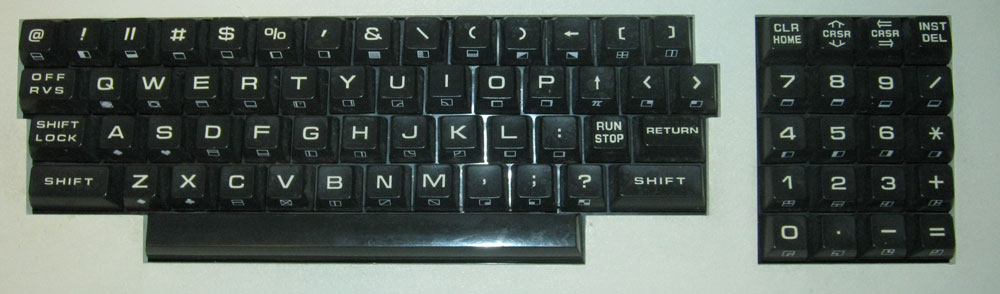 @ ! " # $ % ' & \ ( ) ← [ ] CLR HOME ⇑ CRSR ⇓ ⇐ CRSR ⇒ INST DEL
OFF RVS Q W E R T Y U I O P ↑ π < > 7 8 9 /
SHIFT LOCK A S D F G H J K L : RUN STOP RETURN 4 5 6 *
SHIFT Z X C V B N M , ; ? SHIFT 1 2 3 +
0 . - =